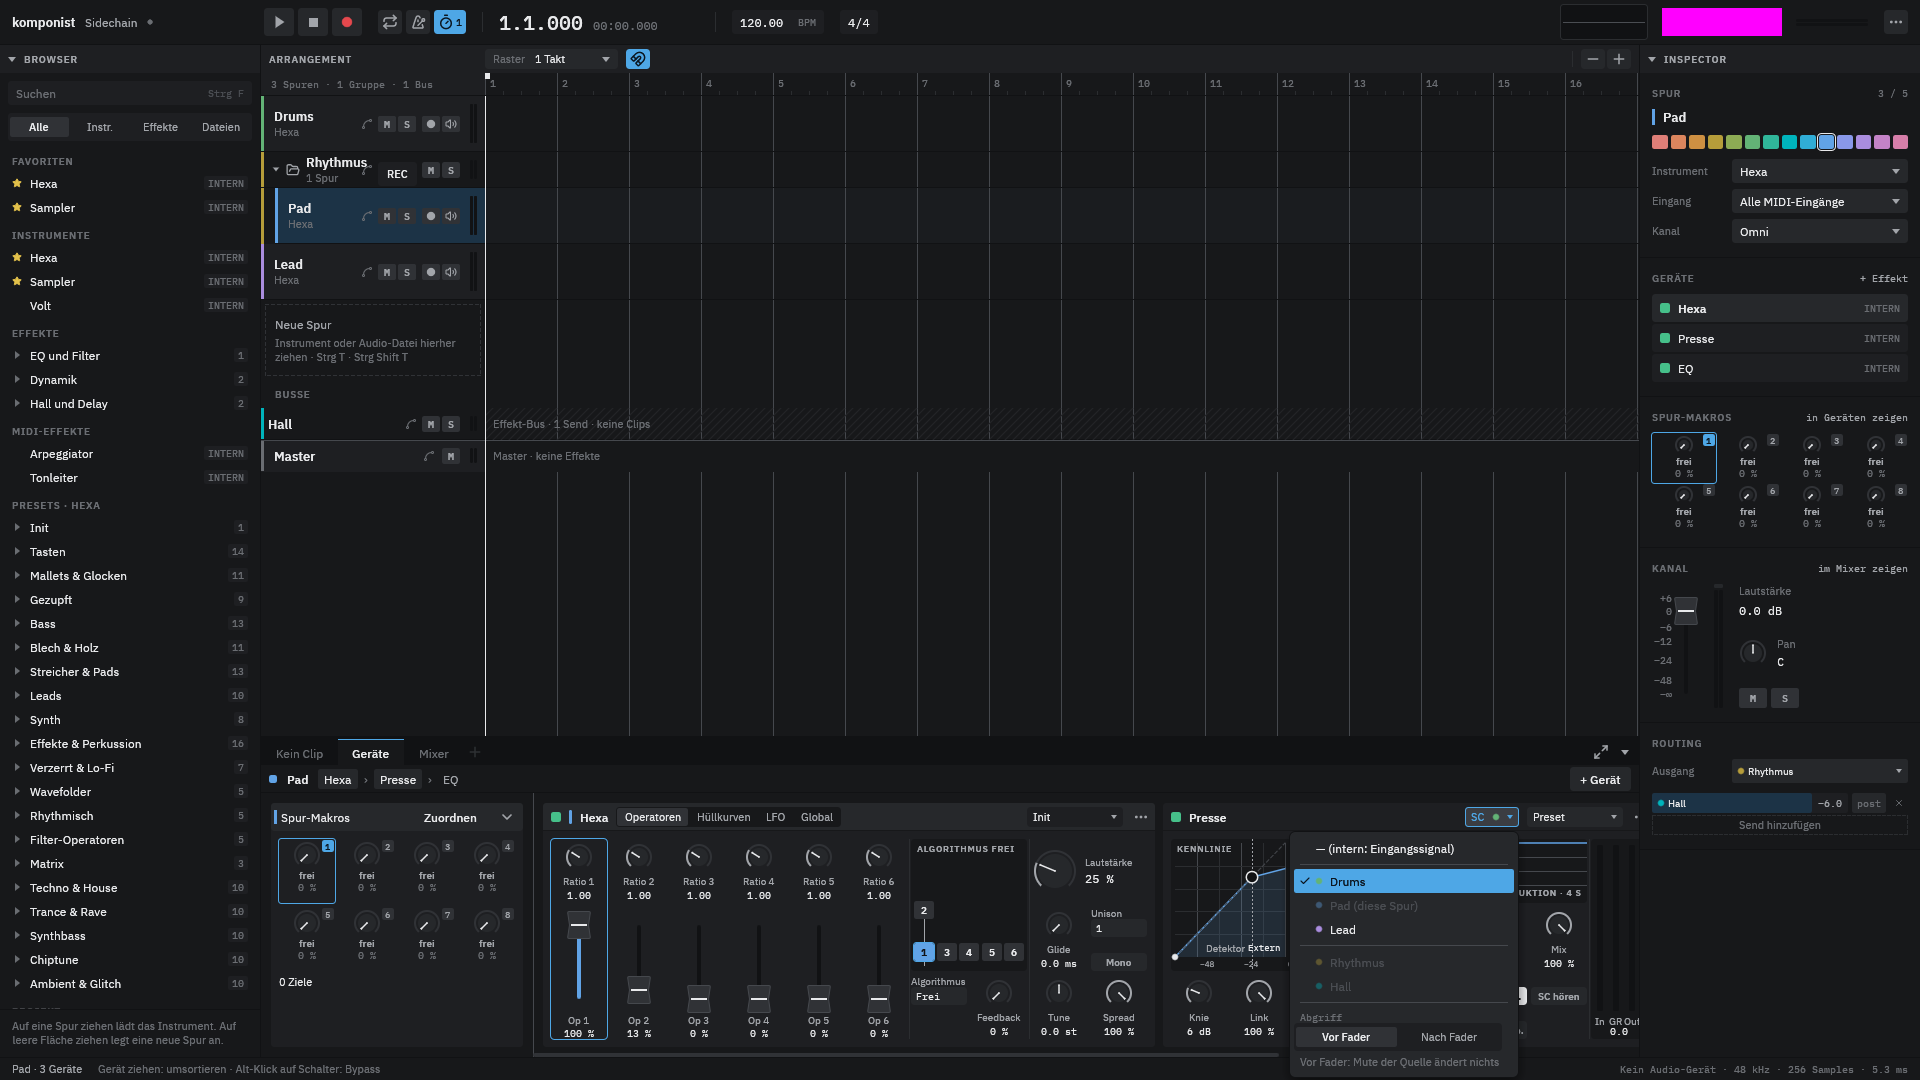 komponist Sidechain
1 1.1.000 00:00.000 120.00 BPM 4/4
BROWSER
Suchen Strg F
Alle Instr. Effekte Dateien
FAVORITEN
Hexa INTERN
Sampler INTERN
INSTRUMENTE
Hexa INTERN
Sampler INTERN
Volt INTERN
EFFEKTE
EQ und Filter 1
Dynamik 2
Hall und Delay 2
MIDI-EFFEKTE
Arpeggiator INTERN
Tonleiter INTERN
PRESETS · HEXA
Init 1
Tasten 14
Mallets & Glocken 11
Gezupft 9
Bass 8
Blech & Holz 11
Streicher & Pads 13
Leads 10
Synth 8
Effekte & Perkussion 16
Verzerrt & Lo-Fi 7
Wavefolder 5
Rhythmisch 5
Filter-Operatoren 5
Matrix 3
Techno & House 10
Trance & Rave 10
Synthbass 10
Chiptune 10
Ambient & Glitch 10
Auf eine Spur ziehen lädt das Instrument. Auf
leere Fläche ziehen legt eine neue Spur an.
ARRANGEMENT Raster 1 Takt
3 Spuren · 1 Gruppe · 1 Bus 1 2 3 4 5 6 7 8 9 10 11 12 13 14 15 16
Drums M S
Hexa
Rhythmus REC M S
1 Spur
Pad M S
Hexa
Lead M S
Hexa
Neue Spur
Instrument oder Audio-Datei hierher
ziehen · Strg T · Strg Shift T
BUSSE
Hall M S Effekt-Bus · 1 Send · keine Clips
Master M Master · keine Effekte
Kein Clip Geräte Mixer +
Pad Hexa › Presse › EQ + Gerät
Spur-Makros Zuordnen
1 2 3 4
frei frei frei frei
0 % 0 % 0 % 0 %
5 6 7 8
frei frei frei frei
0 % 0 % 0 % 0 %
0 Ziele
Hexa Operatoren Hüllkurven LFO Global Init
Ratio 1 Ratio 2 Ratio 3 Ratio 4 Ratio 5 Ratio 6
1.00 1.00 1.00 1.00 1.00 1.00
Op 1 Op 2 Op 3 Op 4 Op 5 Op 6
100 % 13 % 0 % 0 % 0 % 0 %
ALGORITHMUS FREI
2
1 3 4 5 6
Algorithmus
Frei
Feedback
0 %
Lautstärke
25 %
Unison
1
Glide
0.0 ms
Mono
Tune Spread
0.0 st 100 %
Presse SC Preset
KENNLINIE
Detektor Extern
-48 -24
Knie Link
6 dB 100 %
— (intern: Eingangssignal)
Drums
Pad (diese Spur)
Lead
Rhythmus
Hall
Abgriff
Vor Fader Nach Fader
Vor Fader: Mute der Quelle ändert nichts
UKTION · 4 S
Mix
100 %
SC hören
In GR Out
0.0
INSPECTOR
SPUR 3 / 5
Pad
Instrument Hexa
Eingang Alle MIDI-Eingänge
Kanal Omni
GERÄTE + Effekt
Hexa INTERN
Presse INTERN
EQ INTERN
SPUR-MAKROS in Geräten zeigen
1 2 3 4
frei frei frei frei
0 % 0 % 0 % 0 %
5 6 7 8
frei frei frei frei
0 % 0 % 0 % 0 %
KANAL im Mixer zeigen
+6
0
−6
−12
−24
−48
−∞
Lautstärke
0.0 dB
Pan
C
M S
ROUTING
Ausgang Rhythmus
Hall −6.0 post ×
Send hinzufügen
Pad · 3 Geräte Gerät ziehen: umsortieren · Alt-Klick auf Schalter: Bypass Kein Audio-Gerät · 48 kHz · 256 Samples · 5.3 ms